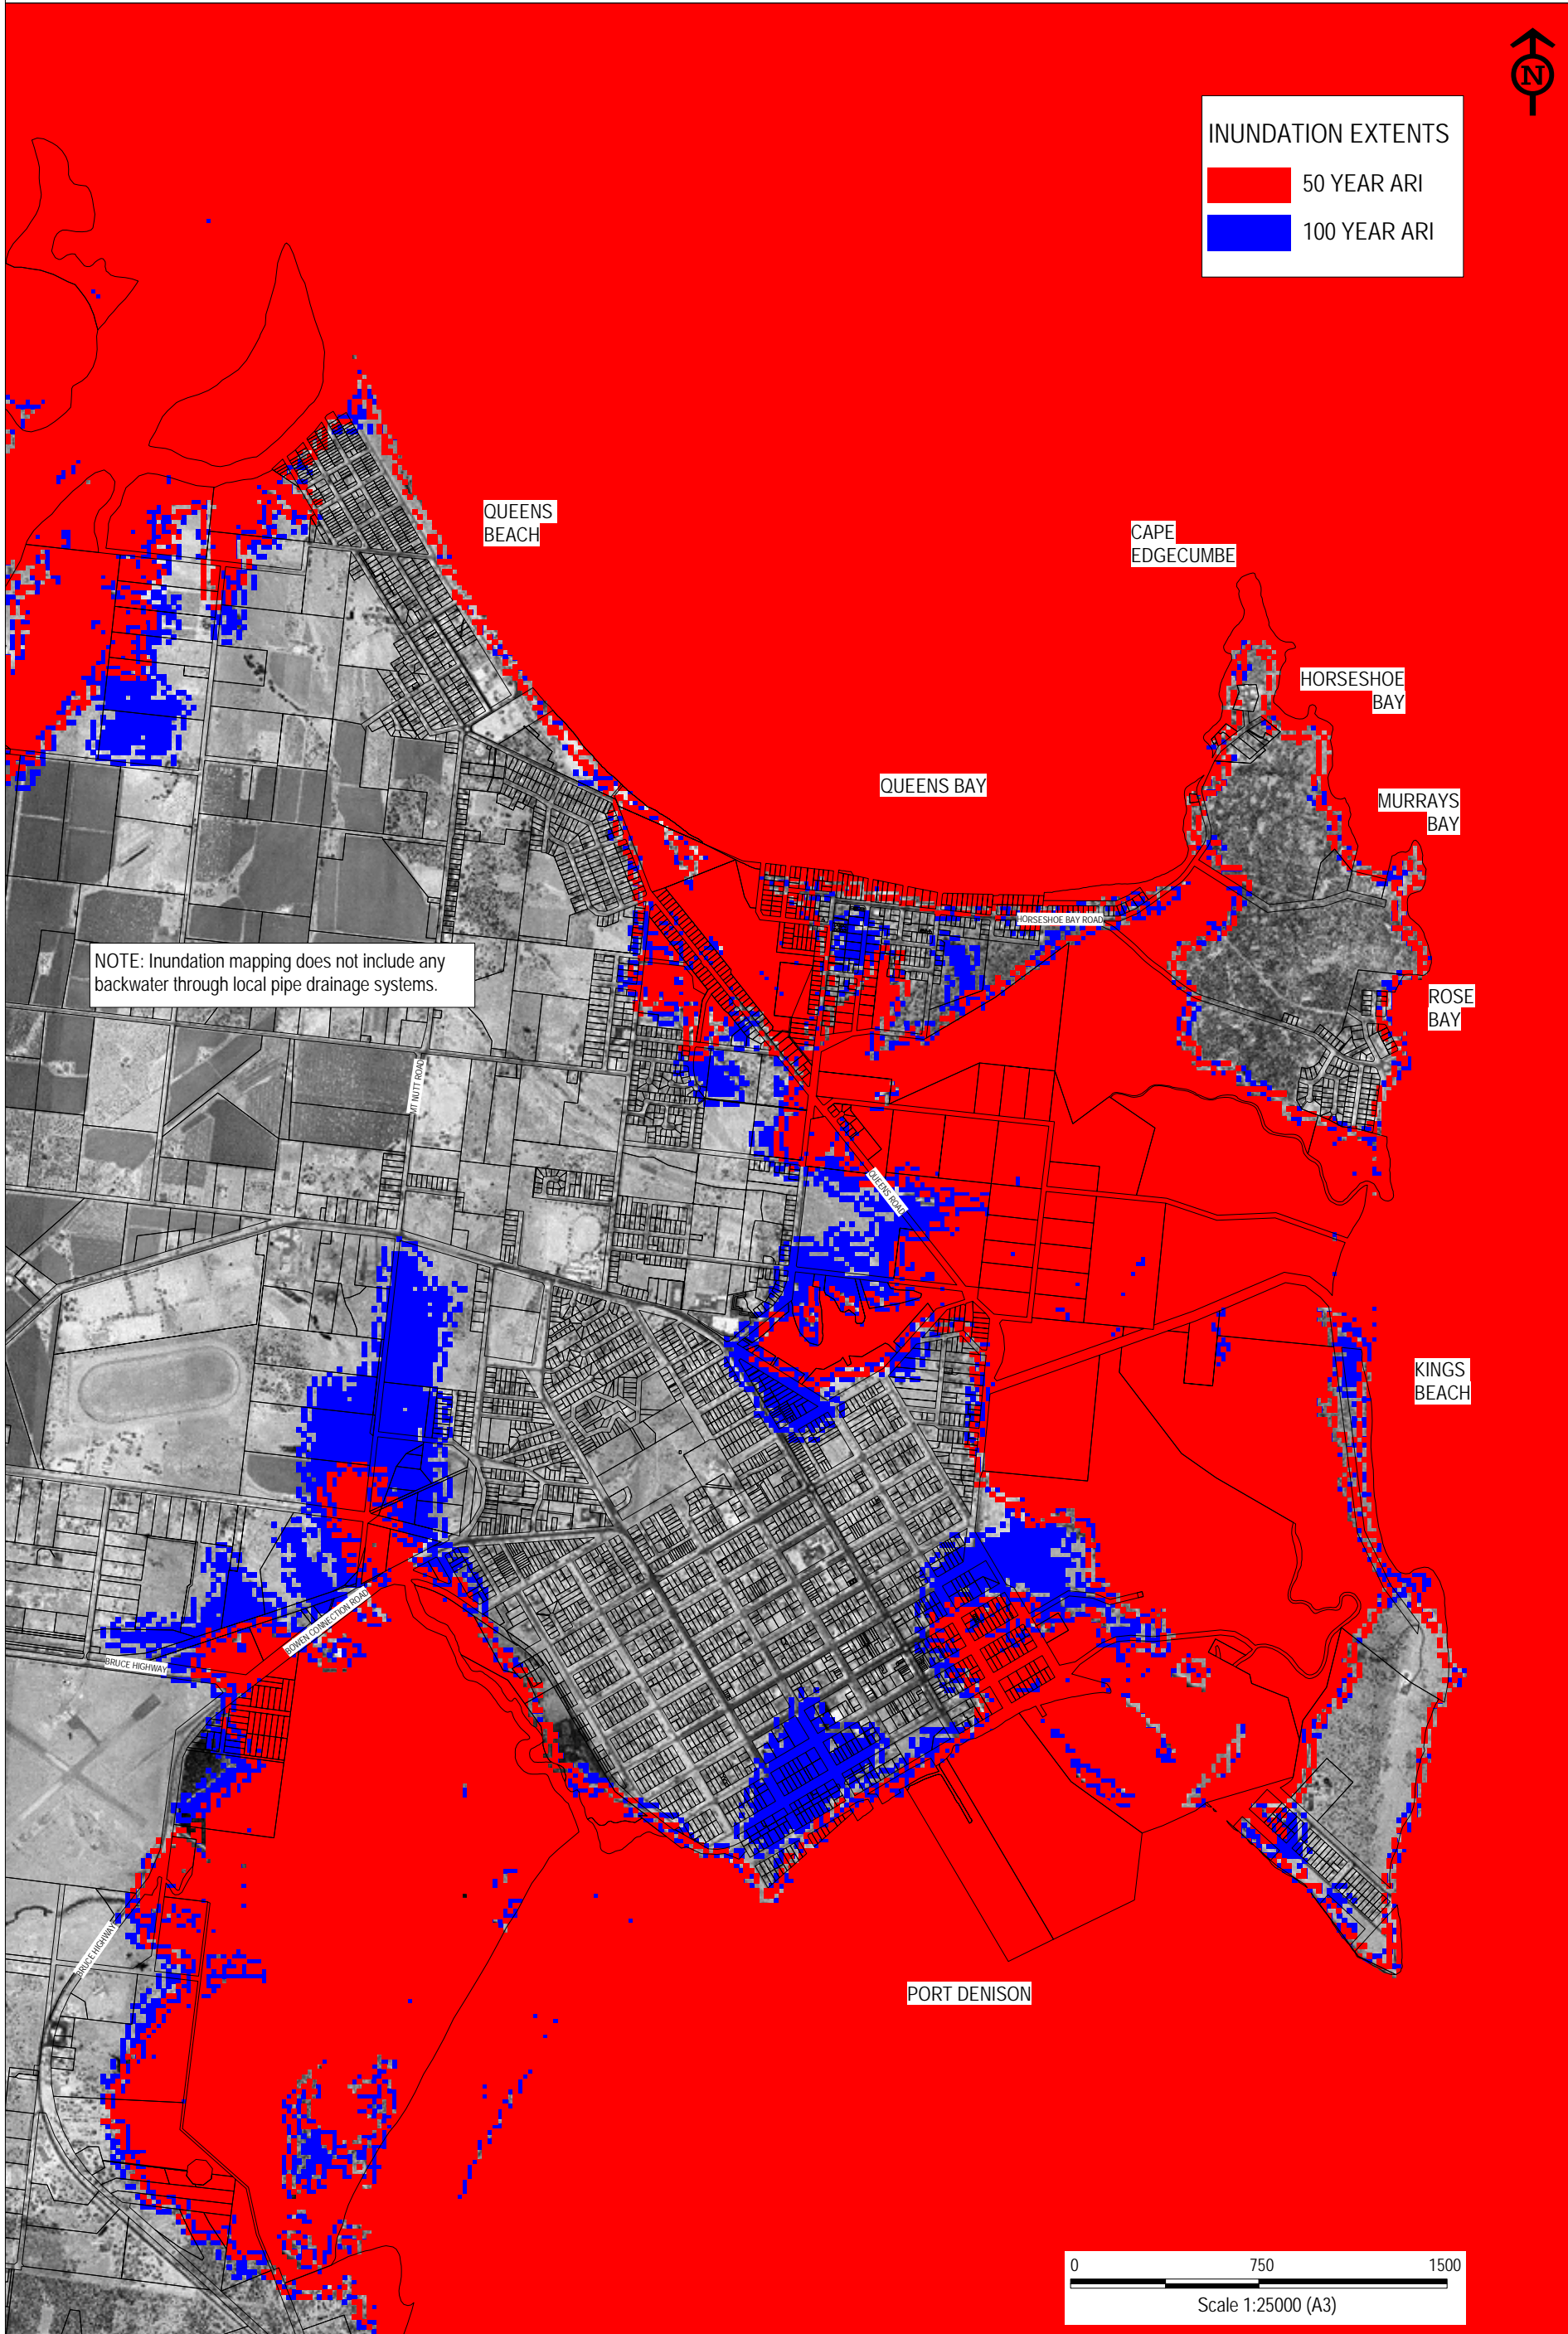 N
INUNDATION EXTENTS
50 YEAR ARI
100 YEAR ARI
QUEENS
BEACH
CAPE
EDGECUMBE
HORSESHOE
BAY
QUEENS BAY
MURRAYS
BAY
HORSESHOE BAY ROAD
NOTE: Inundation mapping does not include any
backwater through local pipe drainage systems.
ROSE
BAY
MT NUTT ROAD
QUEENS ROAD
KINGS
BEACH
BOWEN CONNECTION ROAD
BRUCE HIGHWAY
BRUCE HIGHWAY
PORT DENISON
0 750 1500
Scale 1:25000 (A3)